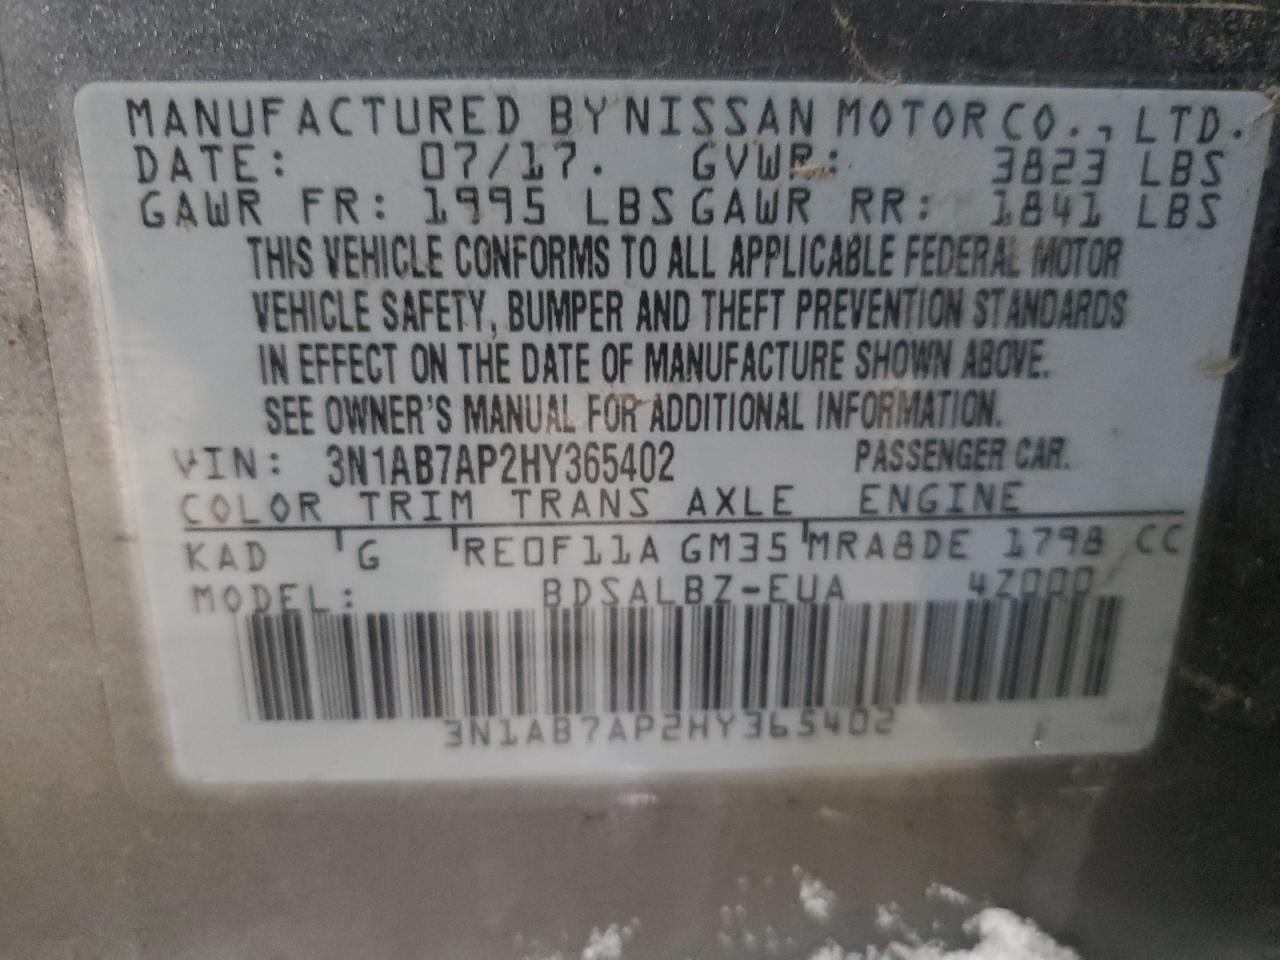 MANUFACTURED BY NISSAN MOTOR CO., LTD.
DATE: 07/17. GVWR: 3823 LBS
GAWR FR: 1995 LBS GAWR RR: 1841 LBS
THIS VEHICLE CONFORMS TO ALL APPLICABLE FEDERAL MOTOR
VEHICLE SAFETY, BUMPER AND THEFT PREVENTION STANDARDS
IN EFFECT ON THE DATE OF MANUFACTURE SHOWN ABOVE.
SEE OWNER'S MANUAL FOR ADDITIONAL INFORMATION.
VIN: 3N1AB7AP2HY365402 PASSENGER CAR.
COLOR TRIM TRANS AXLE ENGINE
KAD G RE0F11A GM35 MRA8DE 1798 CC
MODEL: BDSALBZ-EUA 4Z000
3N1AB7AP2HY365402